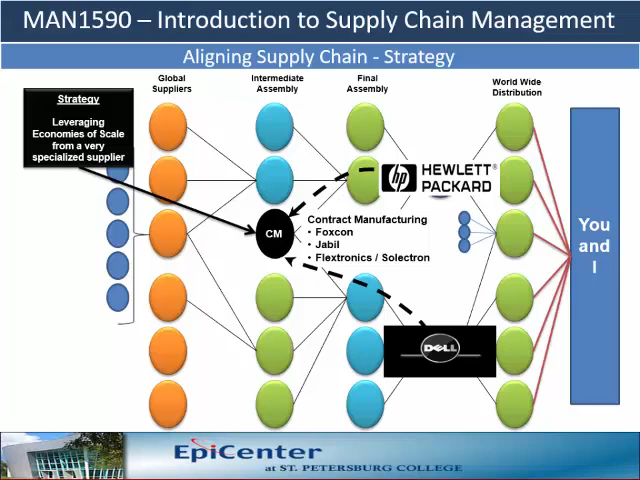 MAN1590 – Introduction to Supply Chain Management
Aligning Supply Chain - Strategy
Global
Suppliers
Intermediate
Assembly
Final
Assembly
World Wide
Distribution
Strategy
Leveraging
Economies of Scale
from a very
specialized supplier
hp
HEWLETT
PACKARD
CM
Contract Manufacturing
• Foxcon
• Jabil
• Flextronics / Solectron
You
and
I
DELL
EpiCenter
at ST. PETERSBURG COLLEGE